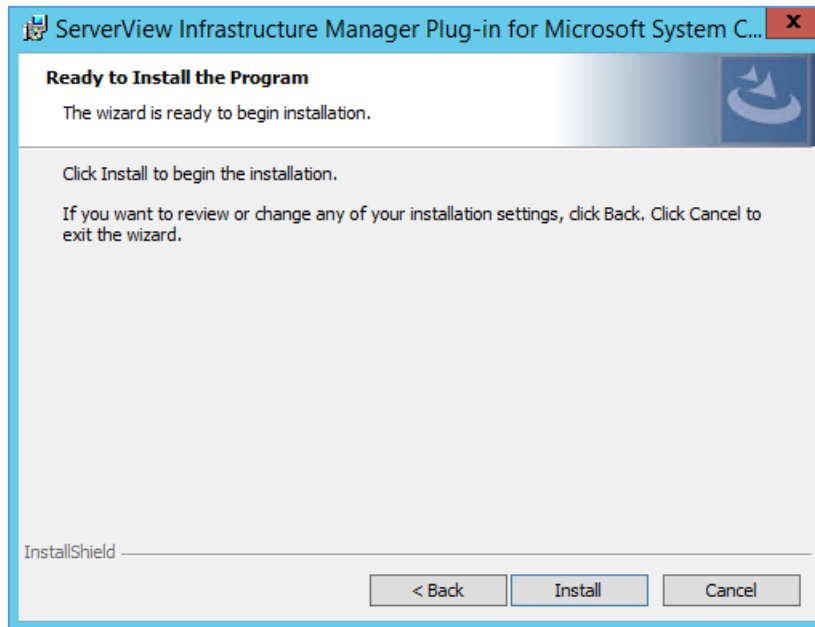 ServerView Infrastructure Manager Plug-in for Microsoft System C...
Ready to Install the Program
The wizard is ready to begin installation.
Click Install to begin the installation.
If you want to review or change any of your installation settings, click Back. Click Cancel to
exit the wizard.
InstallShield
< Back
Install
Cancel